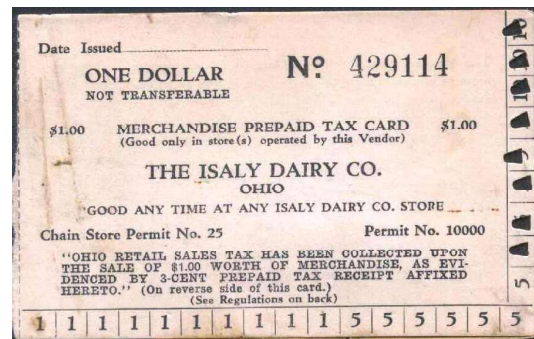 Date Issued
ONE DOLLAR
Nº 429114
NOT TRANSFERABLE
$1.00 MERCHANDISE PREPAID TAX CARD $1.00
(Good only in store(s) operated by this Vendor)
THE ISALY DAIRY CO.
OHIO
GOOD ANY TIME AT ANY ISALY DAIRY CO. STORE
Chain Store Permit No. 25 Permit No. 10000
"OHIO RETAIL SALES TAX HAS BEEN COLLECTED UPON
THE SALE OF $1.00 WORTH OF MERCHANDISE, AS EVI-
DENCED BY 3-CENT PREPAID TAX RECEIPT AFFIXED
HERETO." (On reverse side of this card.)
(See Regulations on back)
1 1 1 1 1 1 1 1 1 1 5 5 5 5 5 5
5